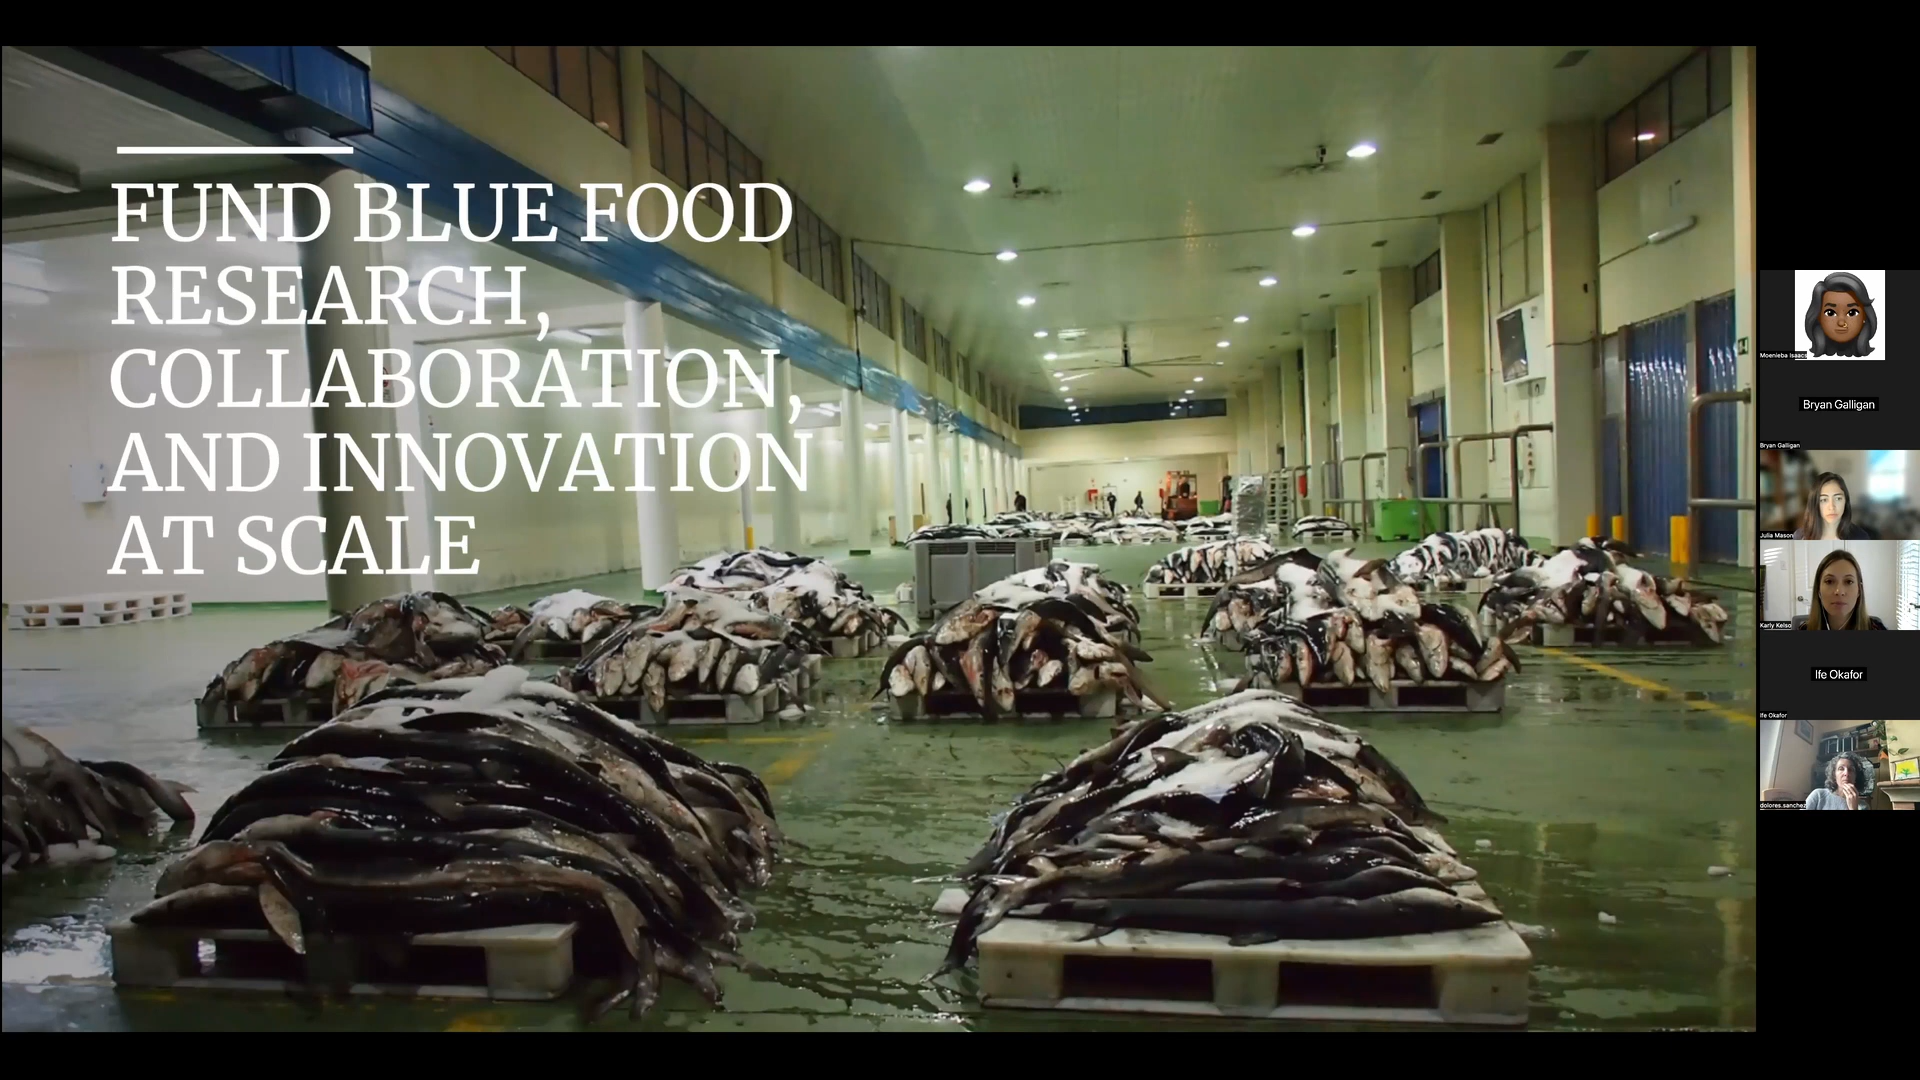 FUND BLUE FOOD
RESEARCH,
COLLABORATION,
AND INNOVATION
AT SCALE
Moenieba Isaacs
Bryan Galligan
Bryan Galligan
Julia Mason
Karly Kelso
Ife Okafor
Ife Okafor
dolores.sanchez